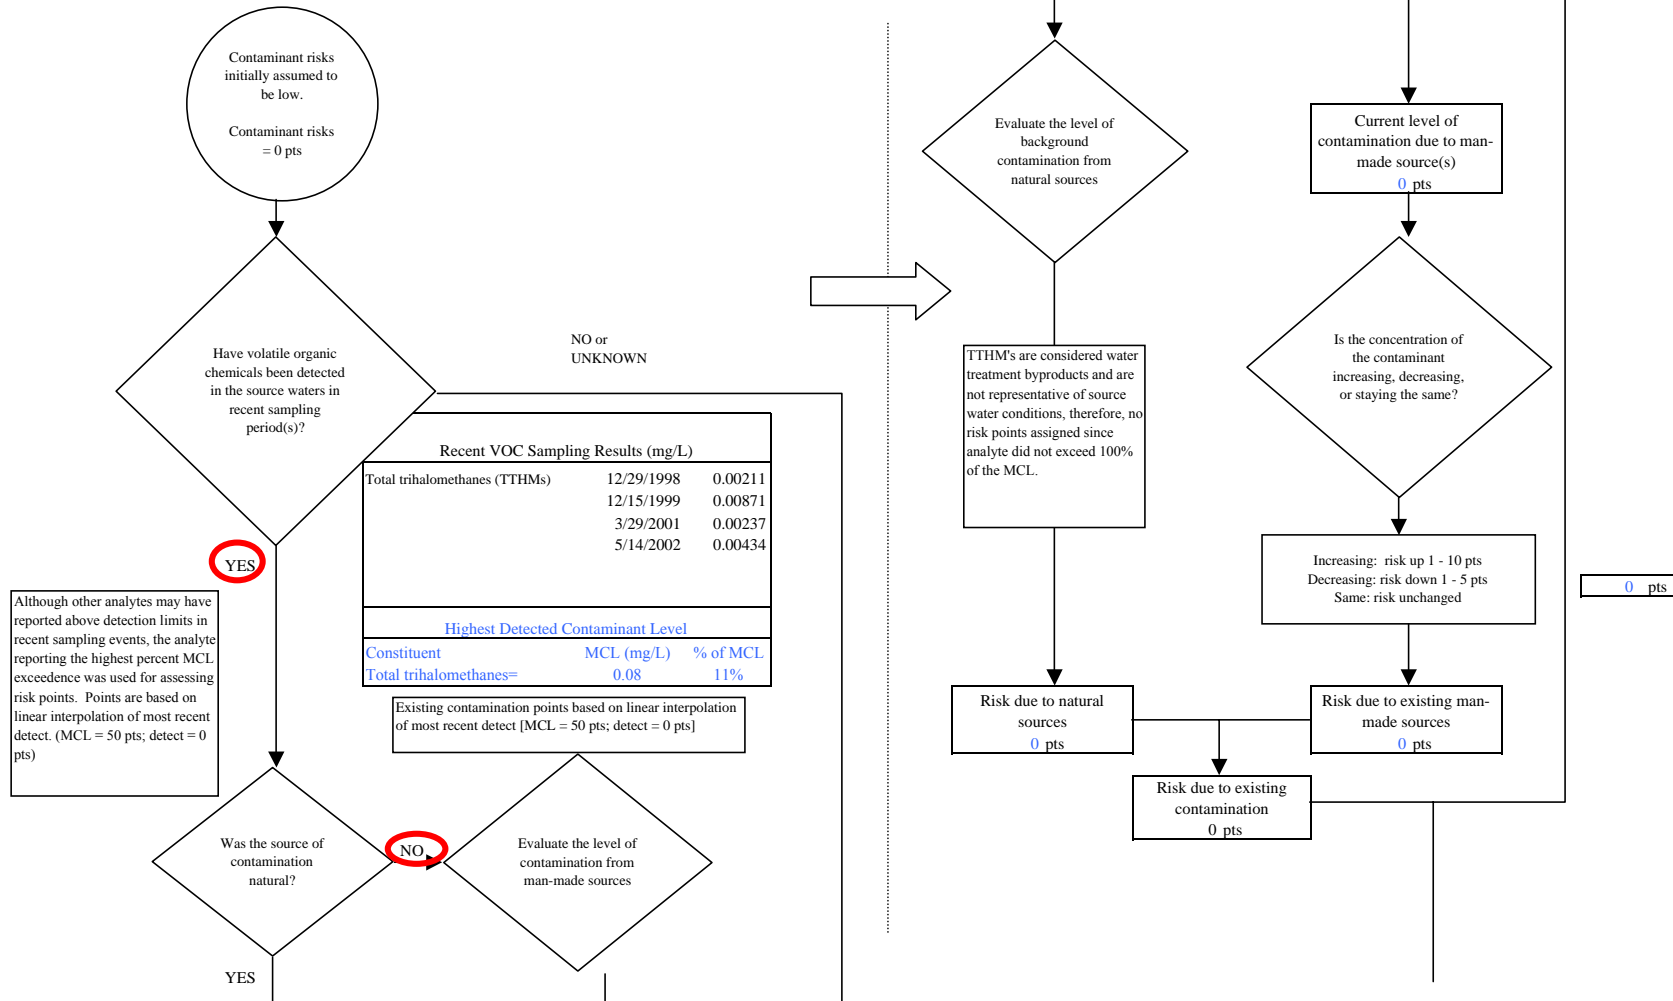 Contaminant risks
initially assumed to
be low.
Contaminant risks
= 0 pts
Have volatile organic
chemicals been detected
in the source waters in
recent sampling
period(s)?
NO or
UNKNOWN
YES
Recent VOC Sampling Results (mg/L)
Total trihalomethanes (TTHMs) 12/29/1998 0.00211
12/15/1999 0.00871
3/29/2001 0.00237
5/14/2002 0.00434
Highest Detected Contaminant Level
Constituent MCL (mg/L) % of MCL
Total trihalomethanes= 0.08 11%
Although other analytes may have
reported above detection limits in
recent sampling events, the analyte
reporting the highest percent MCL
exceedence was used for assessing
risk points. Points are based on
linear interpolation of most recent
detect. (MCL = 50 pts; detect = 0
pts)
Existing contamination points based on linear interpolation
of most recent detect [MCL = 50 pts; detect = 0 pts]
Was the source of
contamination
natural?
NO
Evaluate the level of
contamination from
man-made sources
YES
Evaluate the level of
background
contamination from
natural sources
TTHM's are considered water
treatment byproducts and are
not representative of source
water conditions, therefore, no
risk points assigned since
analyte did not exceed 100%
of the MCL.
Risk due to natural
sources
0 pts
Current level of
contamination due to man-
made source(s)
0 pts
Is the concentration of
the contaminant
increasing, decreasing,
or staying the same?
Increasing: risk up 1 - 10 pts
Decreasing: risk down 1 - 5 pts
Same: risk unchanged
Risk due to existing man-
made sources
0 pts
Risk due to existing
contamination
0 pts
0 pts